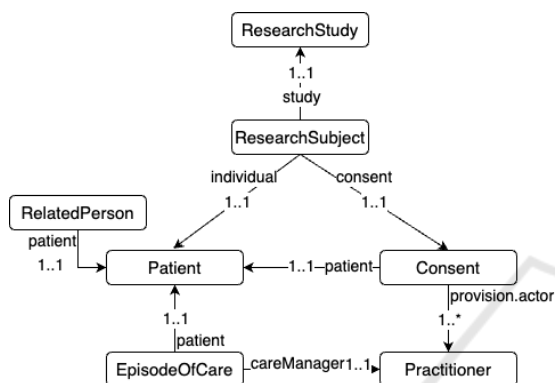 ResearchStudy
1..1
study
ResearchSubject
individual
consent
1..1
1..1
RelatedPerson
patient
1..1
Patient
1..1 patient
Consent
provision.actor
1..1
1..*
patient
EpisodeOfCare
careManager 1..1
Practitioner